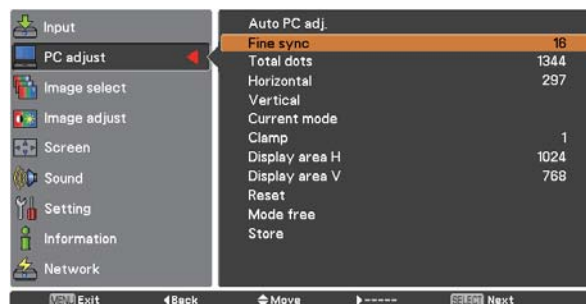 Input
PC adjust
Image select
Image adjust
Screen
Sound
Setting
Information
Network
Auto PC adj.
Fine sync 16
Total dots 1344
Horizontal 297
Vertical
Current mode
Clamp 1
Display area H 1024
Display area V 768
Reset
Mode free
Store
MENU Exit Back Move ----- SELECT Next